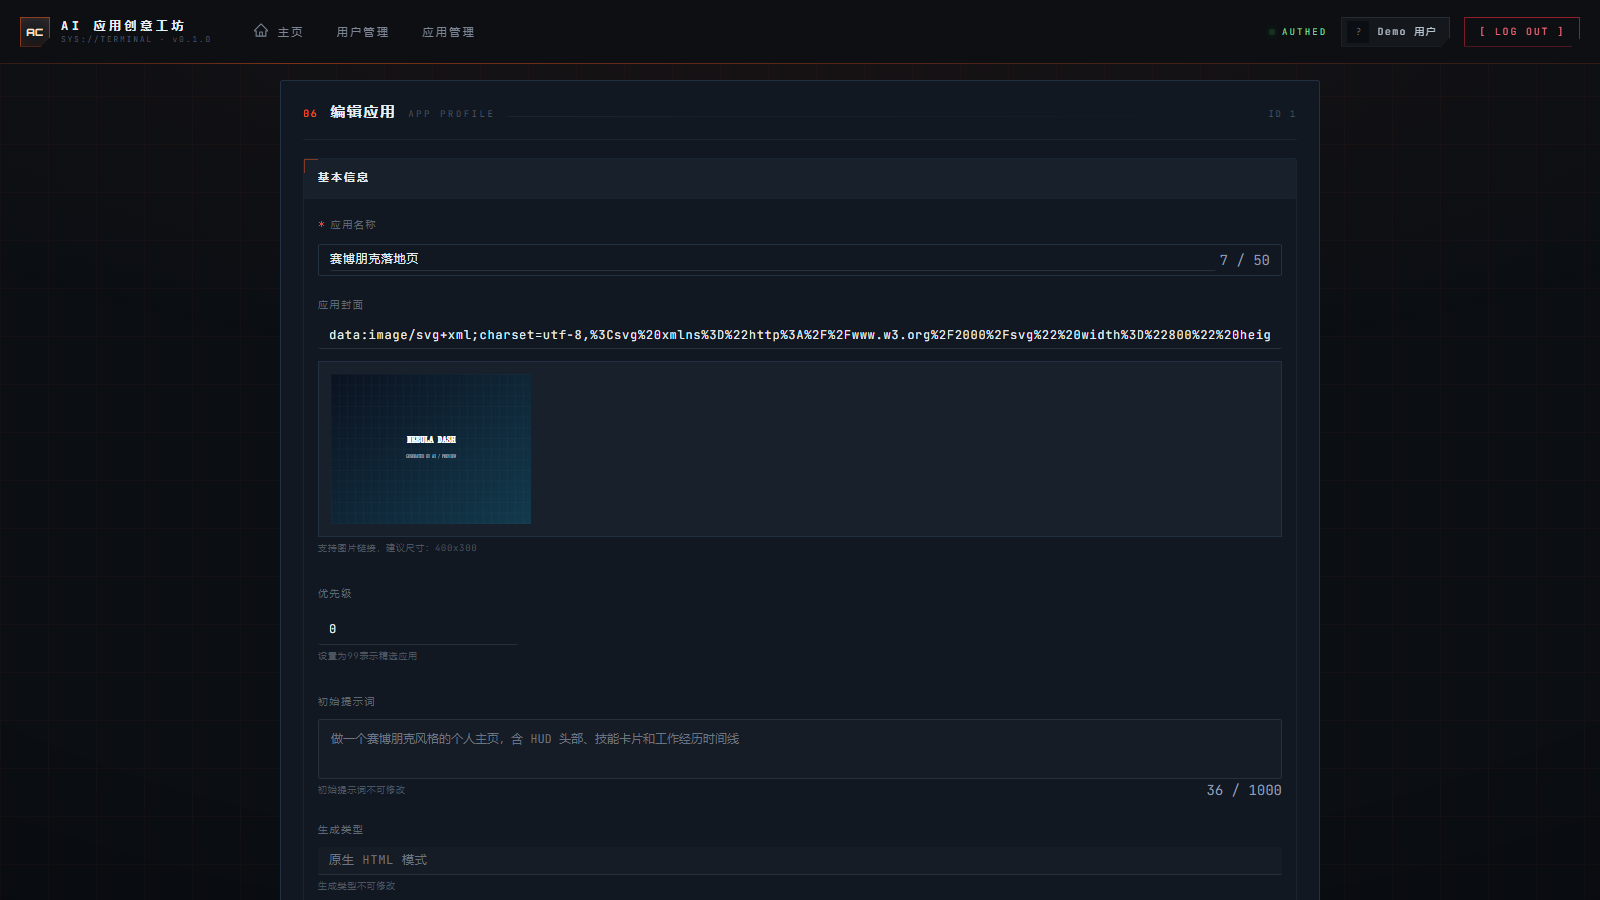 AC
AI 应用创意工坊
SYS://TERMINAL · v0.1.0
主页
用户管理
应用管理
AUTHED
?
Demo 用户
[ LOG OUT ]
06 编辑应用 APP PROFILE
ID 1
基本信息
* 应用名称
赛博朋克落地页
7 / 50
应用封面
data:image/svg+xml;charset=utf-8,%3Csvg%20xmlns%3D%22http%3A%2F%2Fwww.w3.org%2F2000%2Fsvg%22%20width%3D%22800%22%20heig
NEBULA DASH
GENERATED BY AI / PREVIEW
支持图片链接，建议尺寸：400x300
优先级
0
设置为99表示精选应用
初始提示词
做一个赛博朋克风格的个人主页，含 HUD 头部、技能卡片和工作经历时间线
初始提示词不可修改
36 / 1000
生成类型
原生 HTML 模式
生成类型不可修改